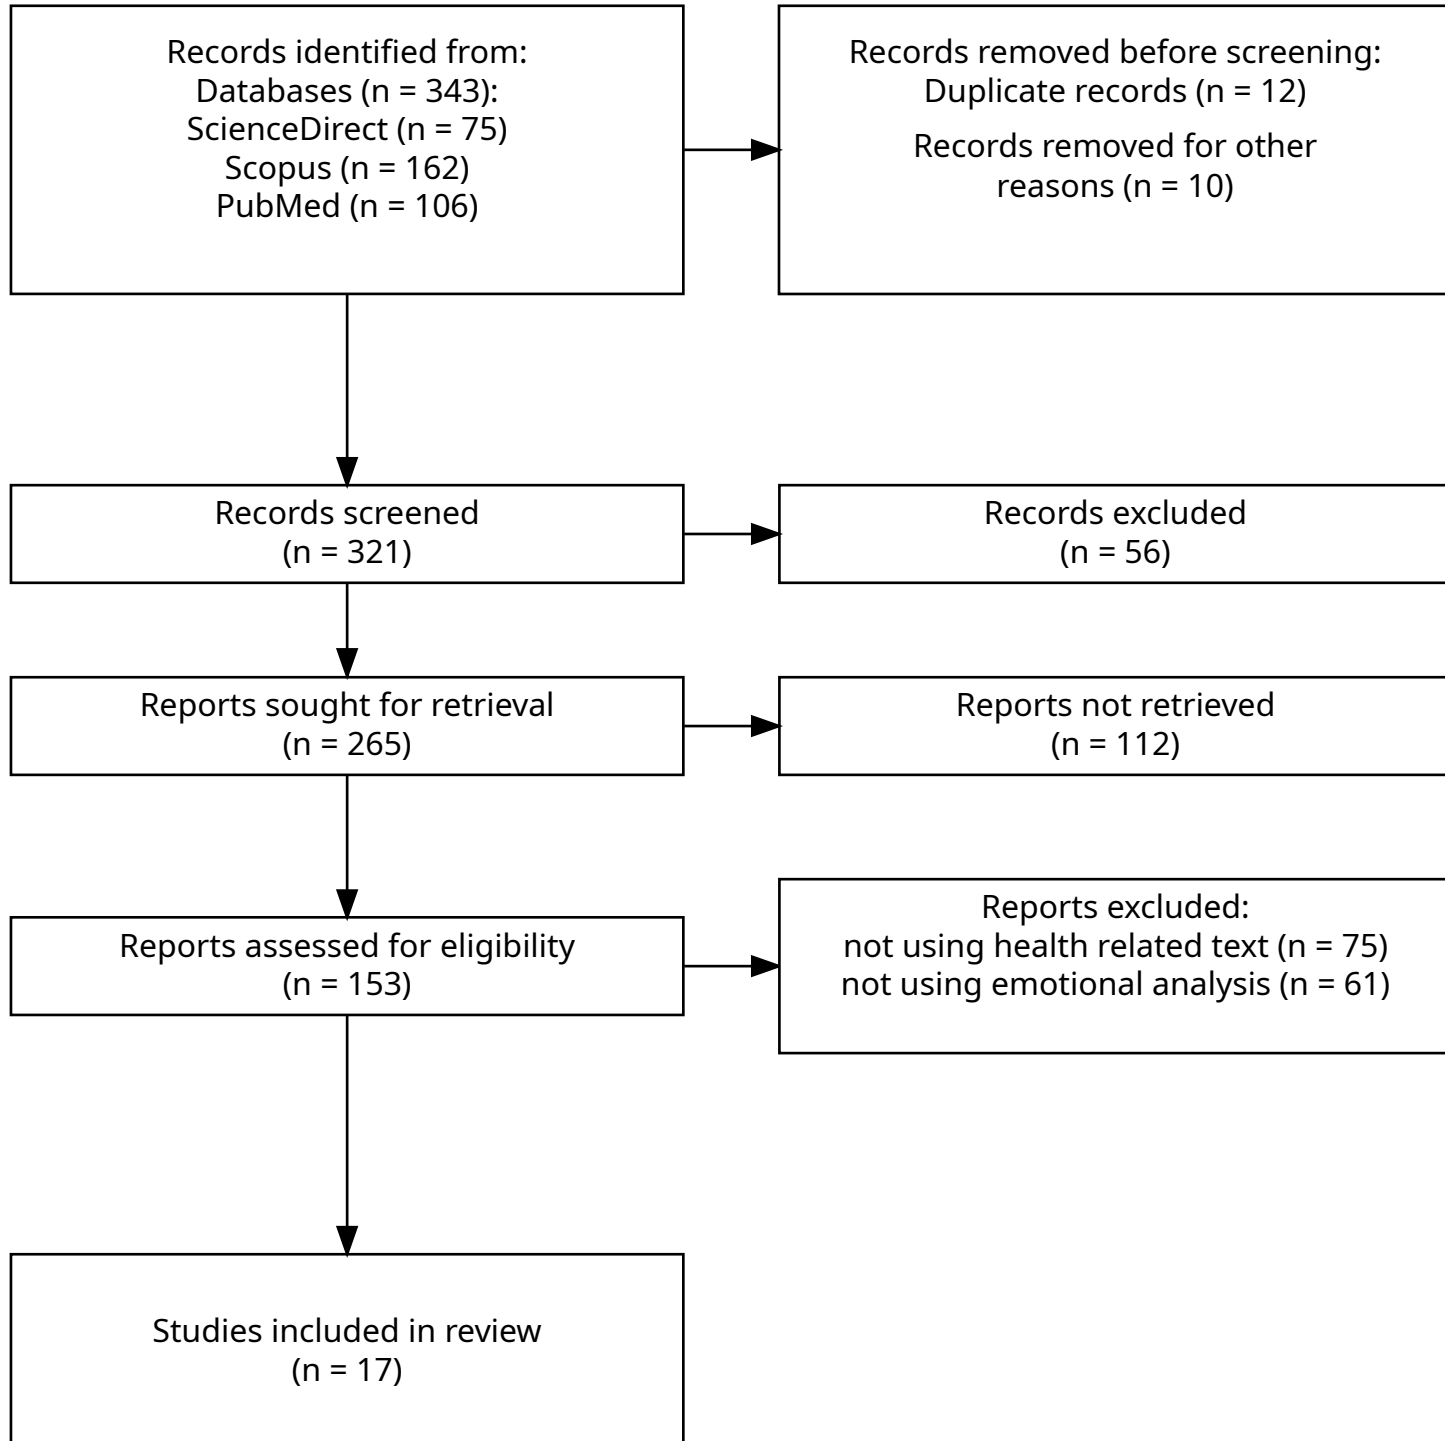 Records identified from:
Databases (n = 343):
ScienceDirect (n = 75)
Scopus (n = 162)
PubMed (n = 106)
Records removed before screening:
Duplicate records (n = 12)
Records removed for other
reasons (n = 10)
Records screened
(n = 321)
Records excluded
(n = 56)
Reports sought for retrieval
(n = 265)
Reports not retrieved
(n = 112)
Reports assessed for eligibility
(n = 153)
Reports excluded:
not using health related text (n = 75)
not using emotional analysis (n = 61)
Studies included in review
(n = 17)